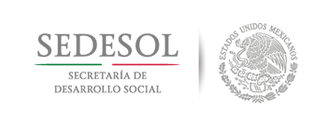 SEDESOL
SECRETARÍA DE
DESARROLLO SOCIAL
ESTADOS UNIDOS MEXICANOS